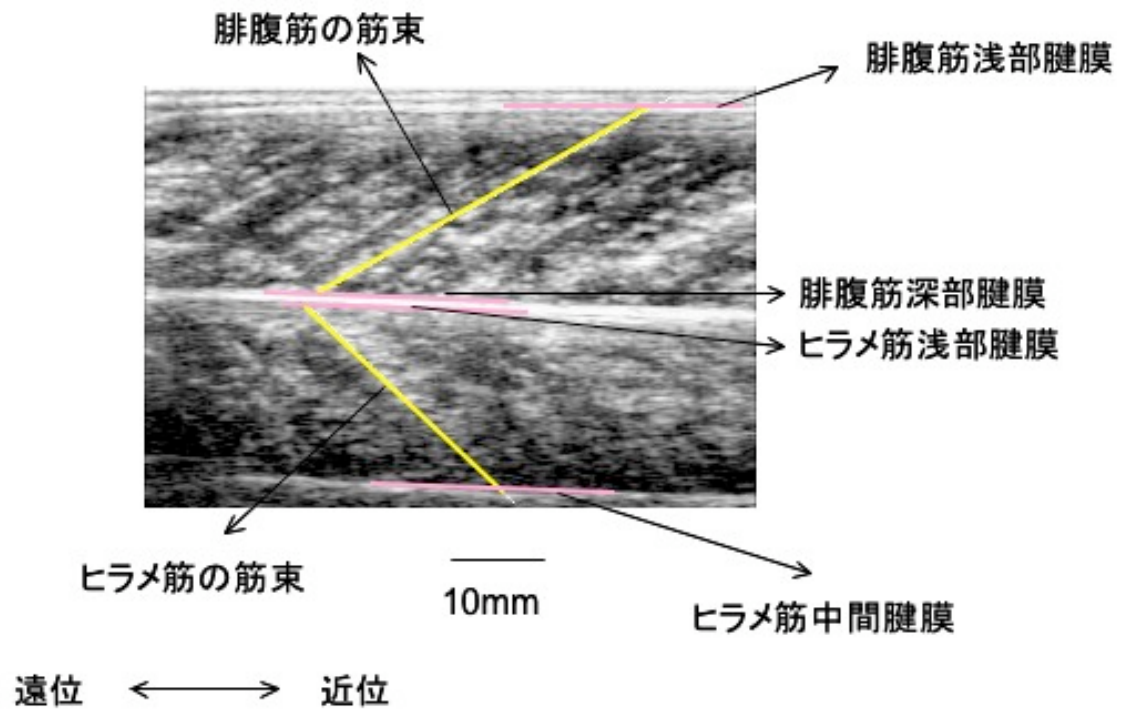 腓腹筋の筋束
腓腹筋浅部腱膜
腓腹筋深部腱膜
ヒラメ筋浅部腱膜
ヒラメ筋の筋束
10mm
ヒラメ筋中間腱膜
遠位 近位